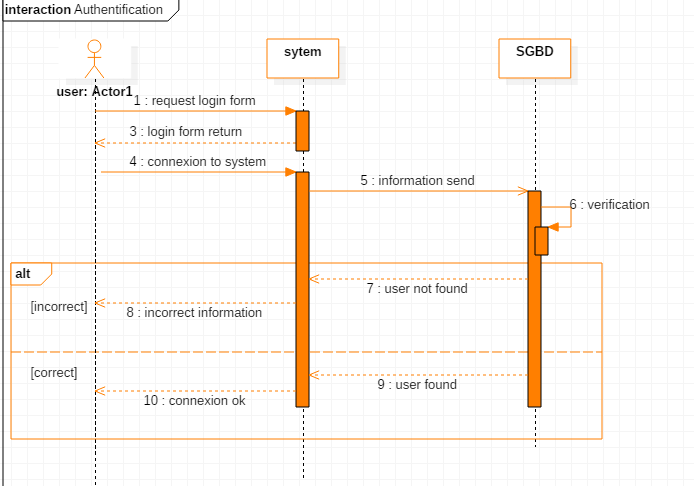 interaction Authentification
sytem
SGBD
user: Actor1
1 : request login form
3 : login form return
4 : connexion to system
5 : information send
6 : verification
alt
7 : user not found
[incorrect]
8 : incorrect information
[correct]
9 : user found
10 : connexion ok